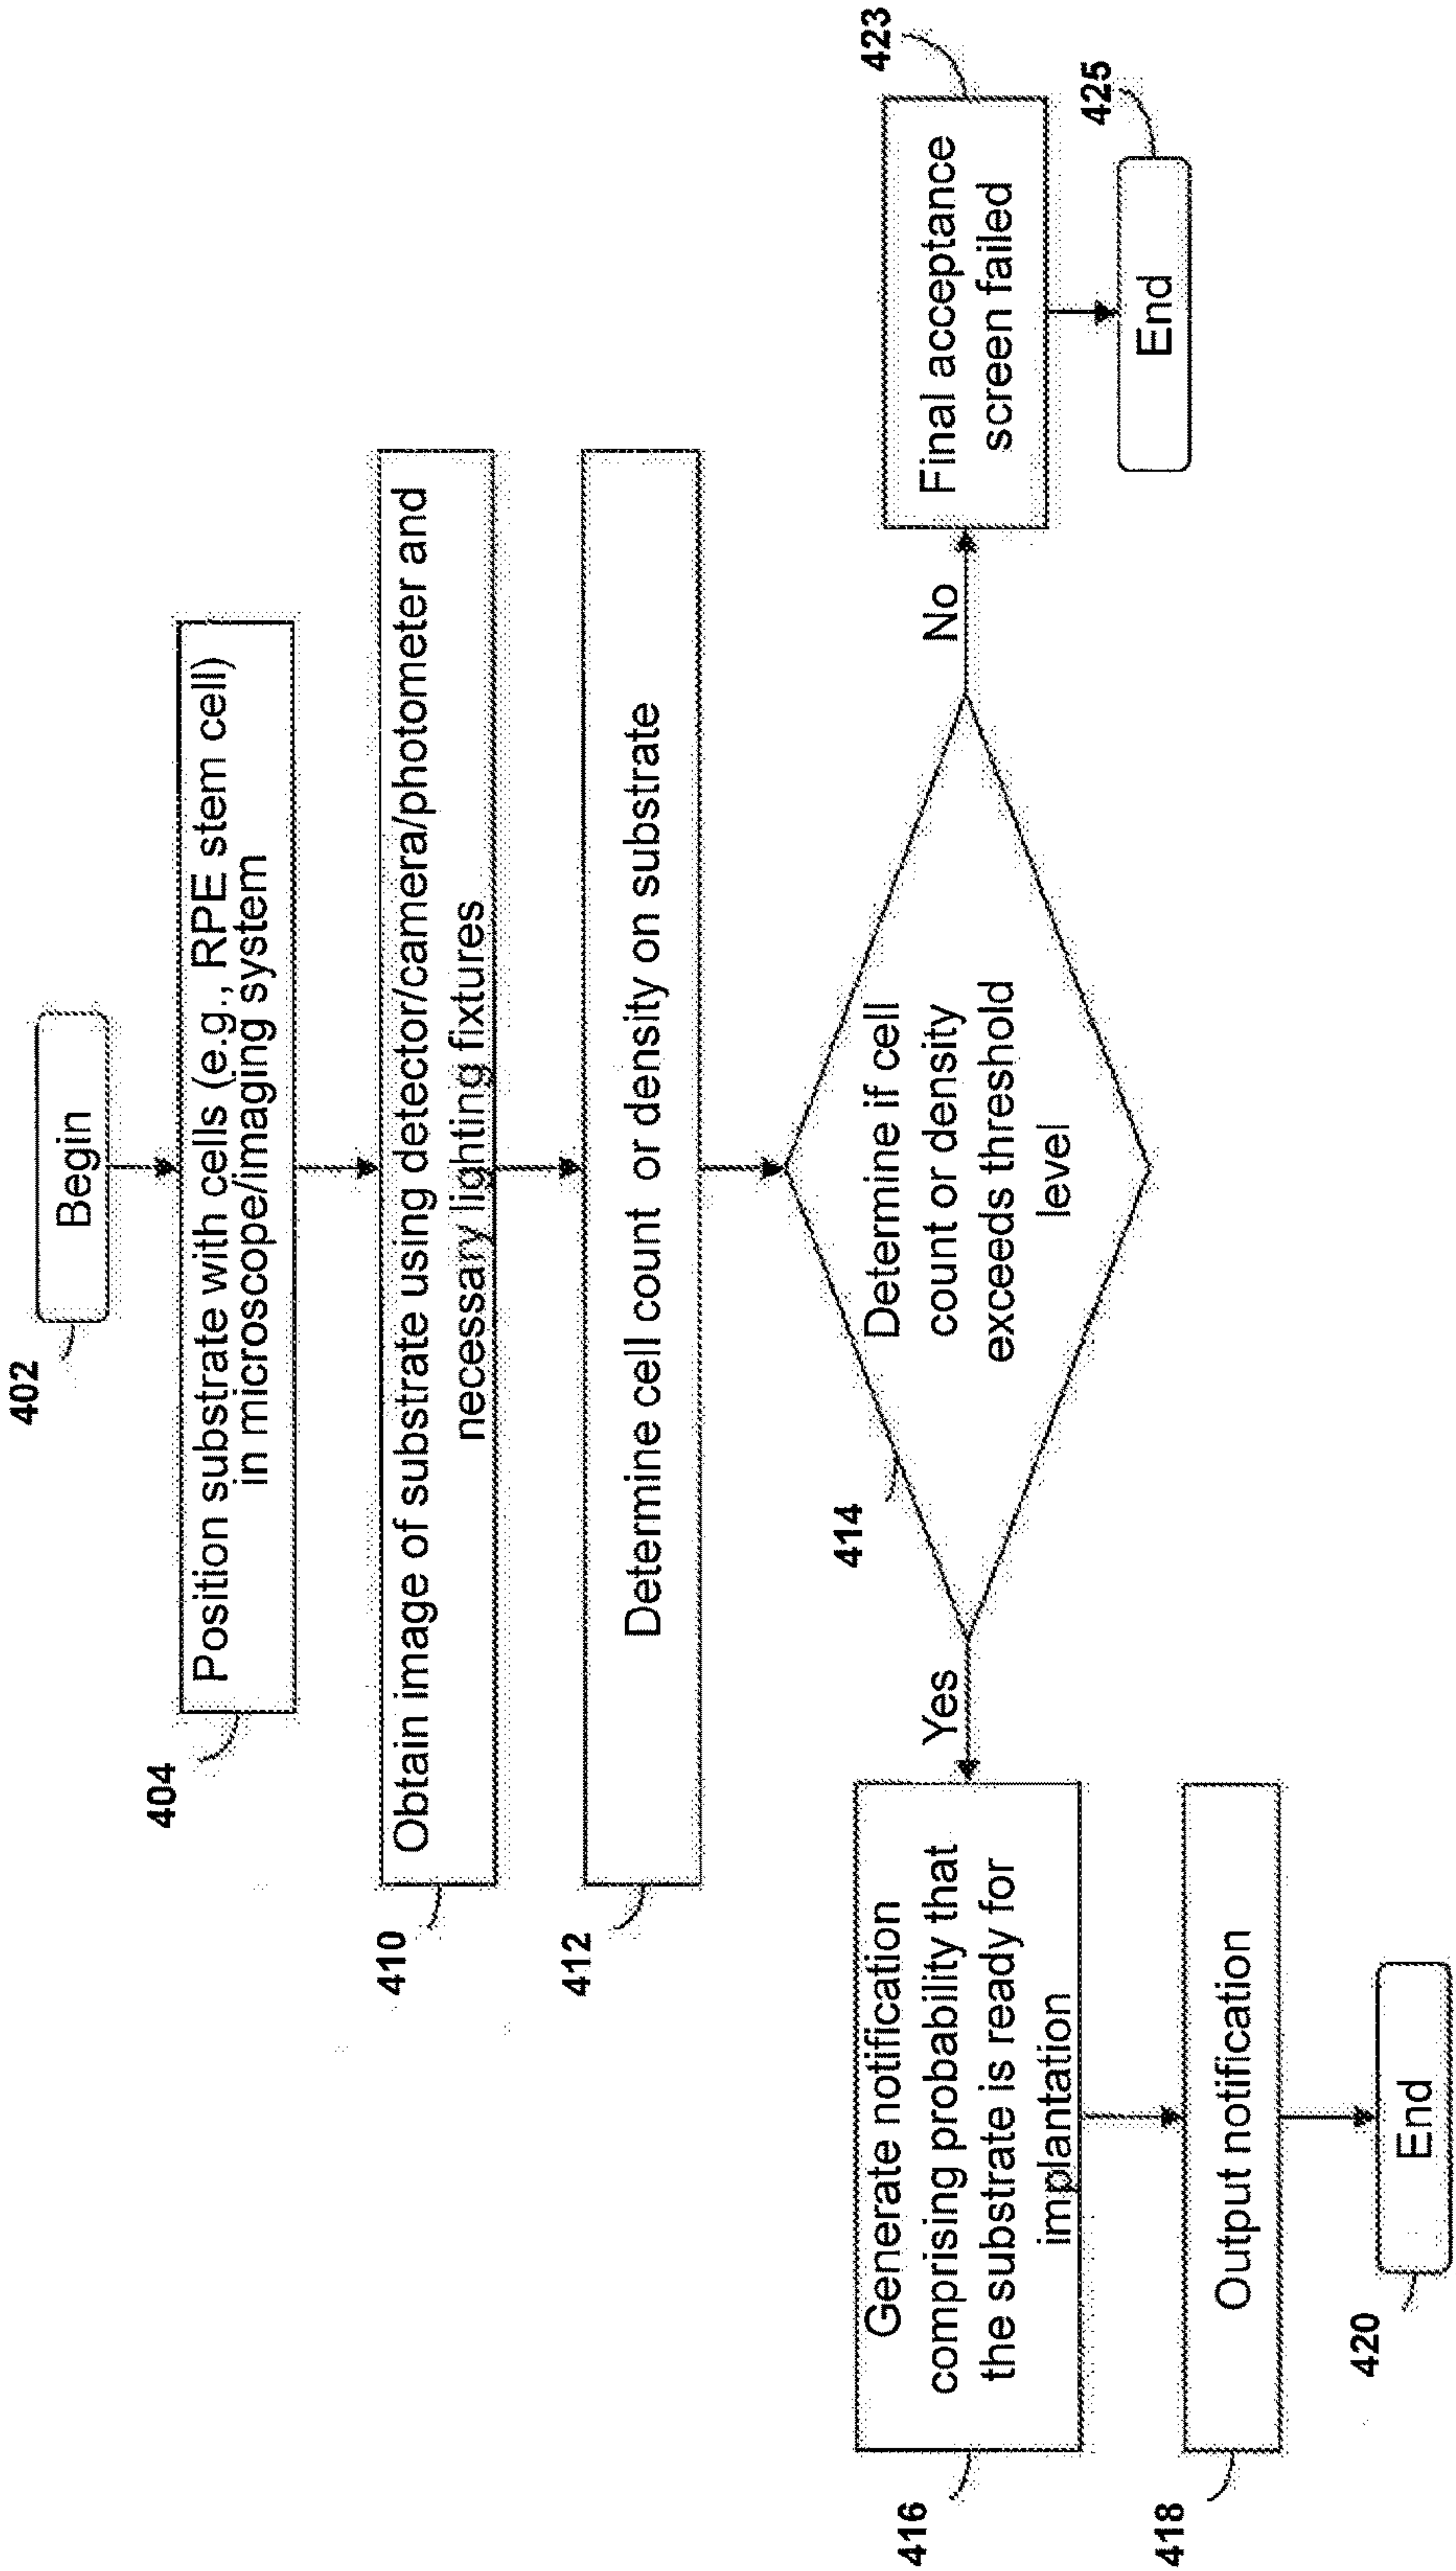 402
Begin
404
Position substrate with cells (e.g., RPE stem cell)
in microscope/imaging system
410
Obtain image of substrate using detector/camera/photometer and
necessary lighting fixtures
412
Determine cell count or density on substrate
414
Determine if cell
count or density
exceeds threshold
level
Yes
No
416
Generate notification
comprising probability that
the substrate is ready for
implantation
418
Output notification
420
End
423
Final acceptance
screen failed
425
End